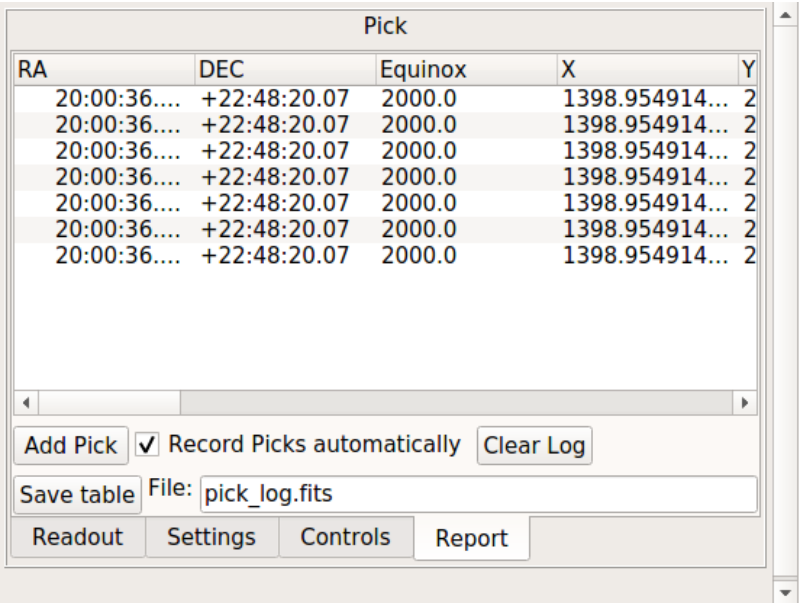 Pick
RA DEC Equinox X Y
20:00:36.... +22:48:20.07 2000.0 1398.954914... 2
20:00:36.... +22:48:20.07 2000.0 1398.954914... 2
20:00:36.... +22:48:20.07 2000.0 1398.954914... 2
20:00:36.... +22:48:20.07 2000.0 1398.954914... 2
20:00:36.... +22:48:20.07 2000.0 1398.954914... 2
20:00:36.... +22:48:20.07 2000.0 1398.954914... 2
20:00:36.... +22:48:20.07 2000.0 1398.954914... 2
Add Pick Record Picks automatically Clear Log
Save table File: pick_log.fits
Readout Settings Controls Report